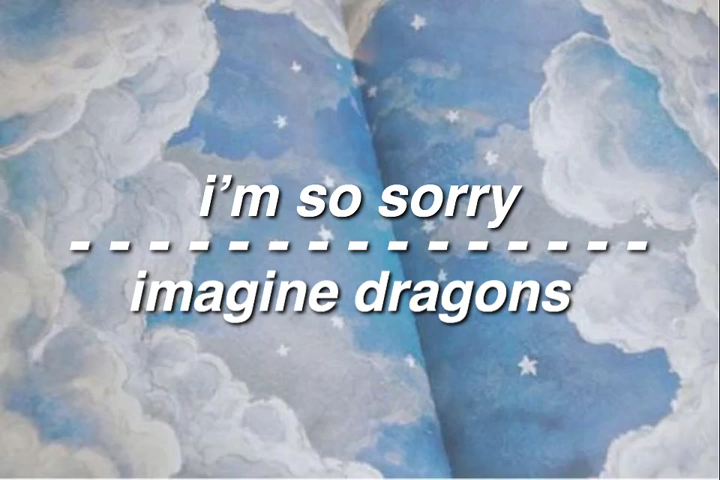 i’m so sorry
- - - - - - - - - - - - - - -
imagine dragons